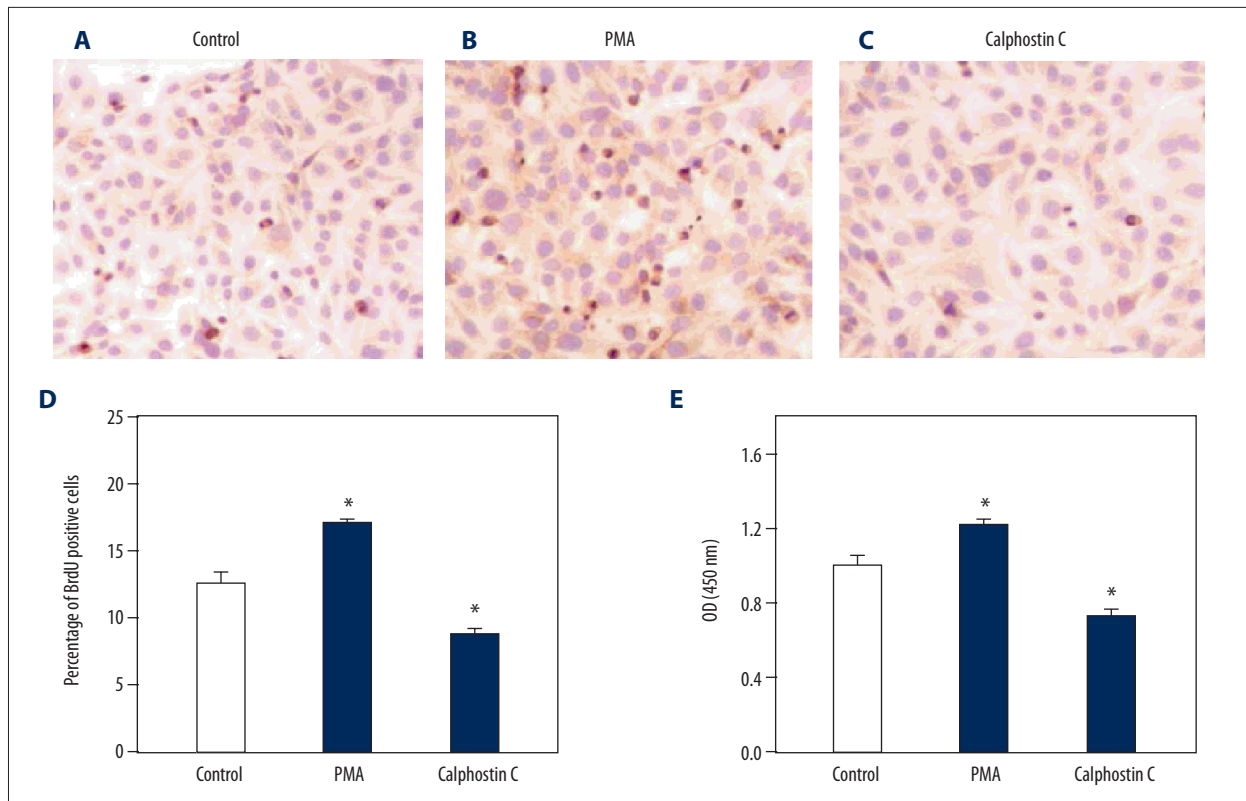 A Control
B PMA
C Calphostin C
D
25
20
15
10
5
0
Percentage of BrdU positive cells
*
*
Control PMA Calphostin C
E
1.6
1.2
0.8
0.4
0.0
OD (450 nm)
*
*
Control PMA Calphostin C